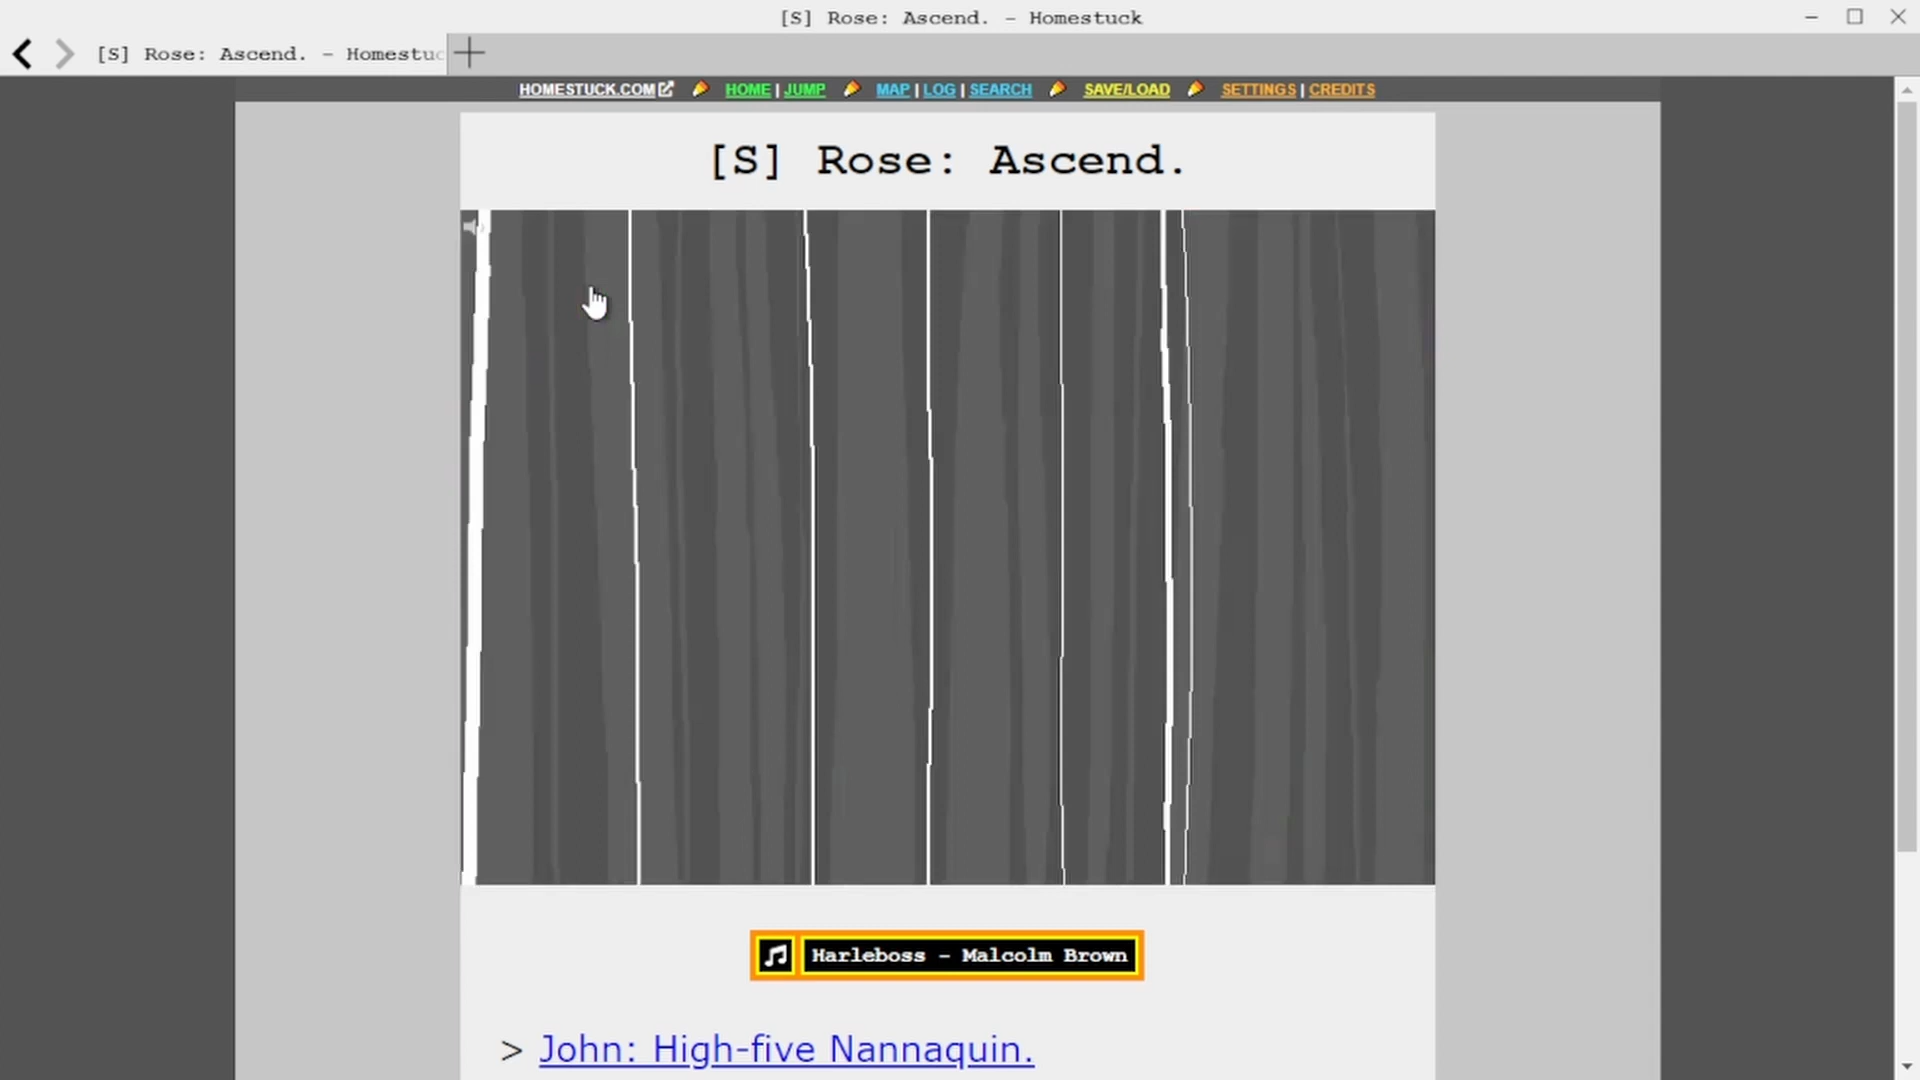 [S] Rose: Ascend. - Homestuck
[S] Rose: Ascend. - Homestuc
HOMESTUCK.COM HOME | JUMP MAP | LOG | SEARCH SAVE/LOAD SETTINGS | CREDITS
[S] Rose: Ascend.
Harleboss - Malcolm Brown
> John: High-five Nannaquin.